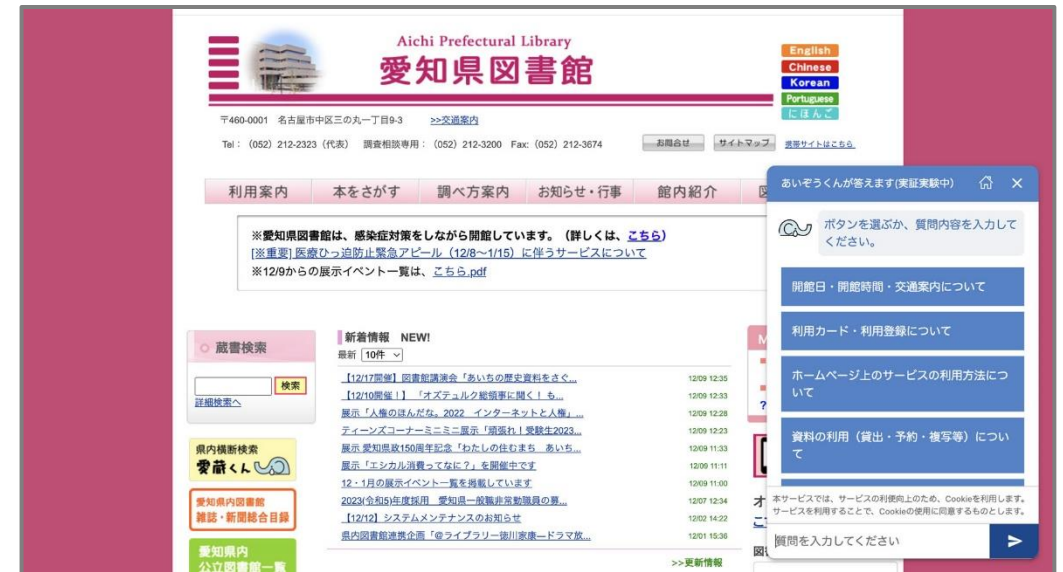 Aichi Prefectural Library
愛知県図書館
English
Chinese
Korean
Portuguese
にほんご
〒460-0001 名古屋市中区三の丸一丁目9-3 >>交通案内
Tel：（052）212-2323（代表） 調査相談専用：（052）212-3200 Fax:（052）212-3674
お問合せ
サイトマップ
携帯サイトはこちら
利用案内
本をさがす
調べ方案内
お知らせ・行事
館内紹介
※愛知県図書館は、感染症対策をしながら開館しています。（詳しくは、こちら）
[※重要] 医療ひっ迫防止緊急アピール（12/8～1/15）に伴うサービスについて
※12/9からの展示イベント一覧は、こちら.pdf
蔵書検索
検索
詳細検索へ
県内横断検索
愛蔵くん
愛知県内図書館
雑誌・新聞総合目録
愛知県内
公立図書館一覧
新着情報 NEW!
最新 10件
【12/17開催】図書館講演会「あいちの歴史資料をさぐ... 12/09 12:35
【12/10開催！】「オズテュルク総領事に聞く！ も... 12/09 12:33
展示「人権のほんだな。2022 インターネットと人権」... 12/09 12:28
ティーンズコーナーミニミニ展示「頑張れ！受験生2023... 12/09 12:23
展示 愛知県政150周年記念「わたしの住むまち あいち... 12/09 11:33
展示「エシカル消費ってなに？」を開催中です 12/09 11:11
12・1月の展示イベント一覧を掲載しています 12/09 11:00
2023(令和5)年度採用 愛知県一般職非常勤職員の募... 12/07 12:34
【12/12】システムメンテナンスのお知らせ 12/02 14:22
県内図書館連携企画「＠ライブラリー徳川家康―ドラマ放... 12/01 15:36
>>更新情報
あいぞうくんが答えます(実証実験中)
ボタンを選ぶか、質問内容を入力して
ください。
開館日・開館時間・交通案内について
利用カード・利用登録について
ホームページ上のサービスの利用方法につ
いて
資料の利用（貸出・予約・複写等）につい
て
本サービスでは、サービスの利便向上のため、Cookieを利用します。
サービスを利用することで、Cookieの使用に同意するものとします。
質問を入力してください